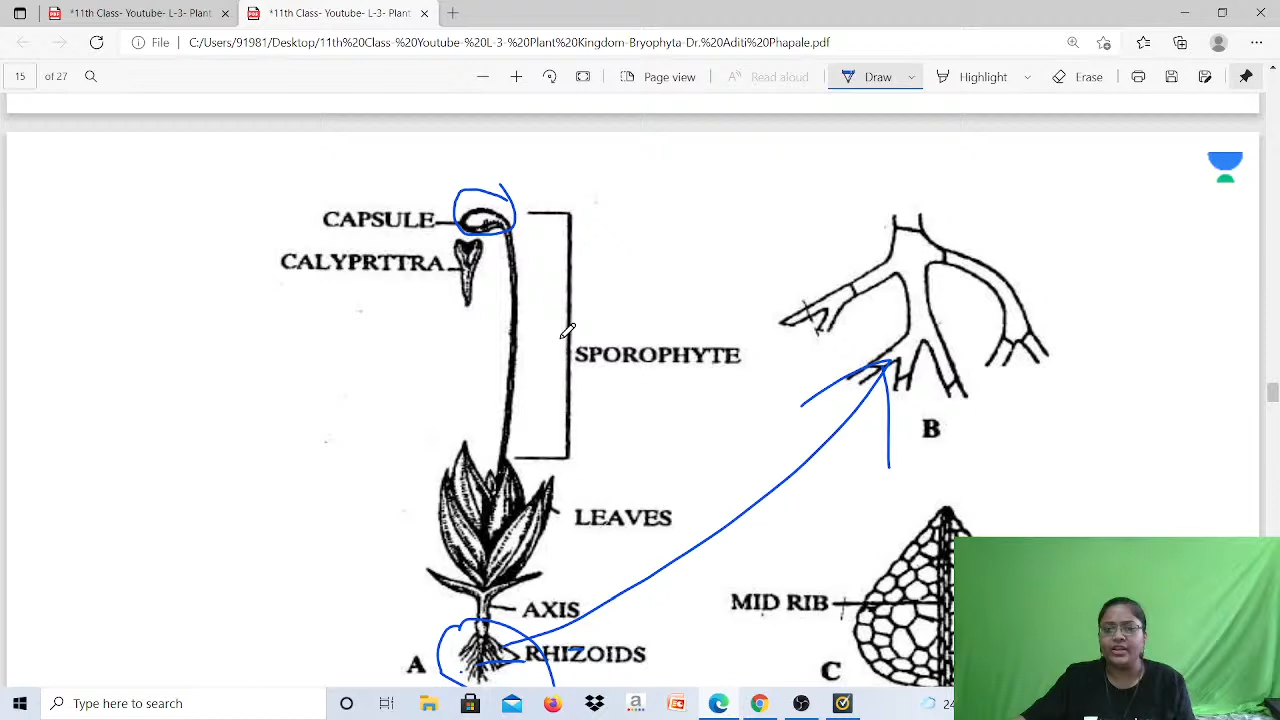 *11th Class- Youtube- L-3- Plant
*11th Class- Youtube- L-3- Plant
File
C:/Users/91981/Desktop/11th%20Class-%20Youtube%20L-3%20Plant%20Kingdom-Bryophyta-Dr.%20Aditi%20Phapale.pdf
15 of 27
Page view
Read aloud
Draw
Highlight
Erase
CAPSULE
CALYPRTTRA
SPOROPHYTE
B
LEAVES
AXIS
MID RIB
RHIZOIDS
A
C
Type here to search
24